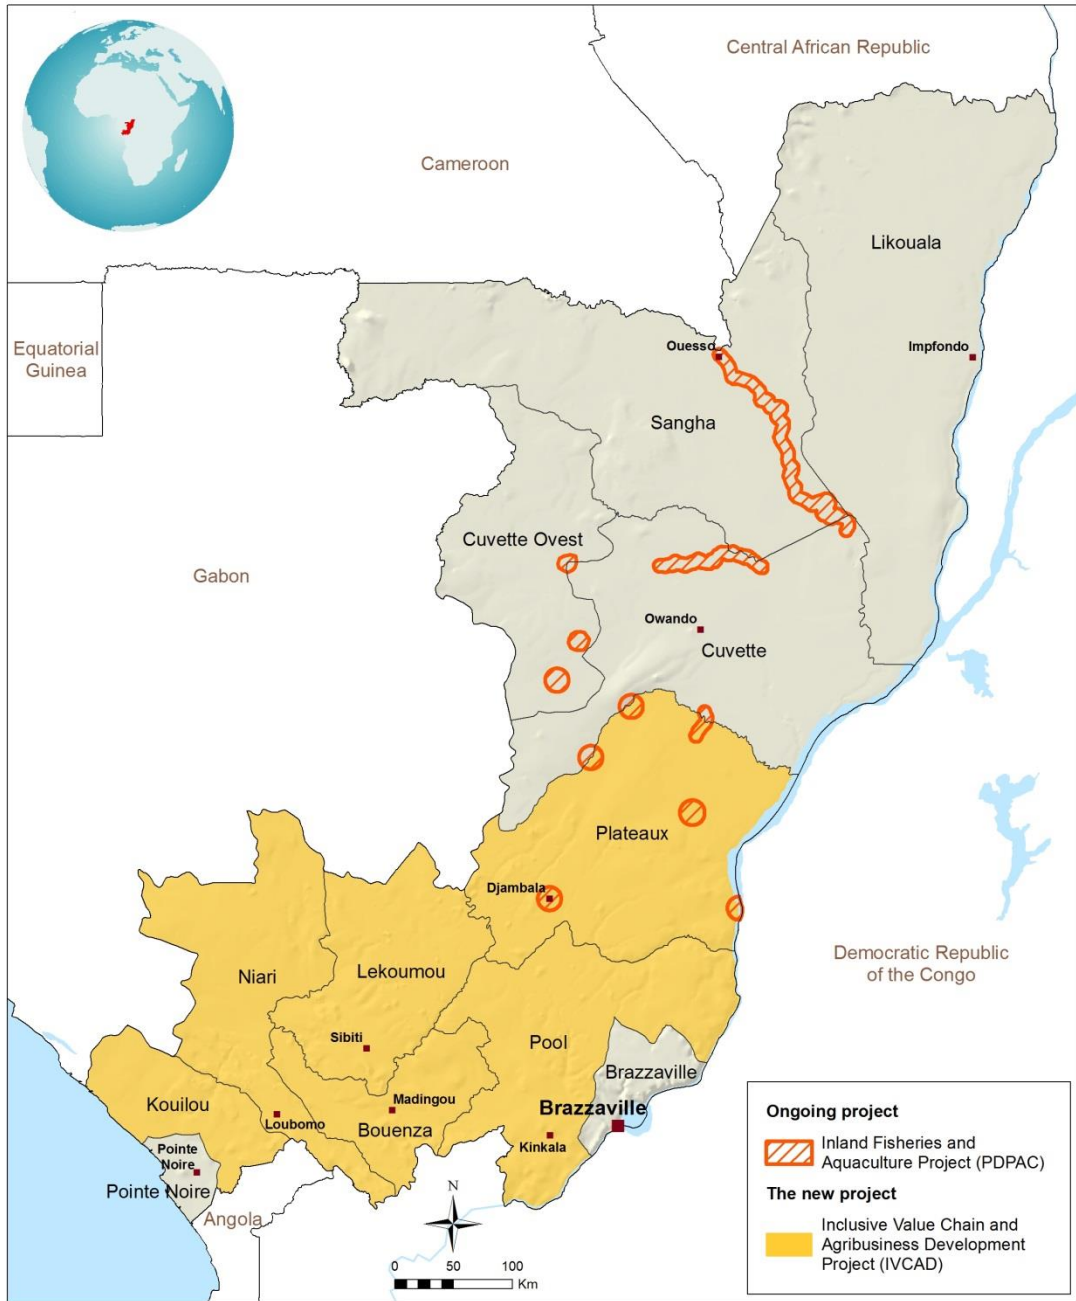 Central African Republic
Cameroon
Likouala
Equatorial
Guinea
Ouesso
Impfondo
Sangha
Cuvette Ovest
Gabon
Owando
Cuvette
Plateaux
Djambala
Democratic Republic
of the Congo
Niari
Lekoumou
Sibiti
Pool
Brazzaville
Kouilou
Madingou
Brazzaville
Loubomo
Bouenza
Kinkala
Pointe
Noire
Pointe Noire
Angola
N
0 50 100
Km
Ongoing project
Inland Fisheries and
Aquaculture Project (PDPAC)
The new project
Inclusive Value Chain and
Agribusiness Development
Project (IVCAD)